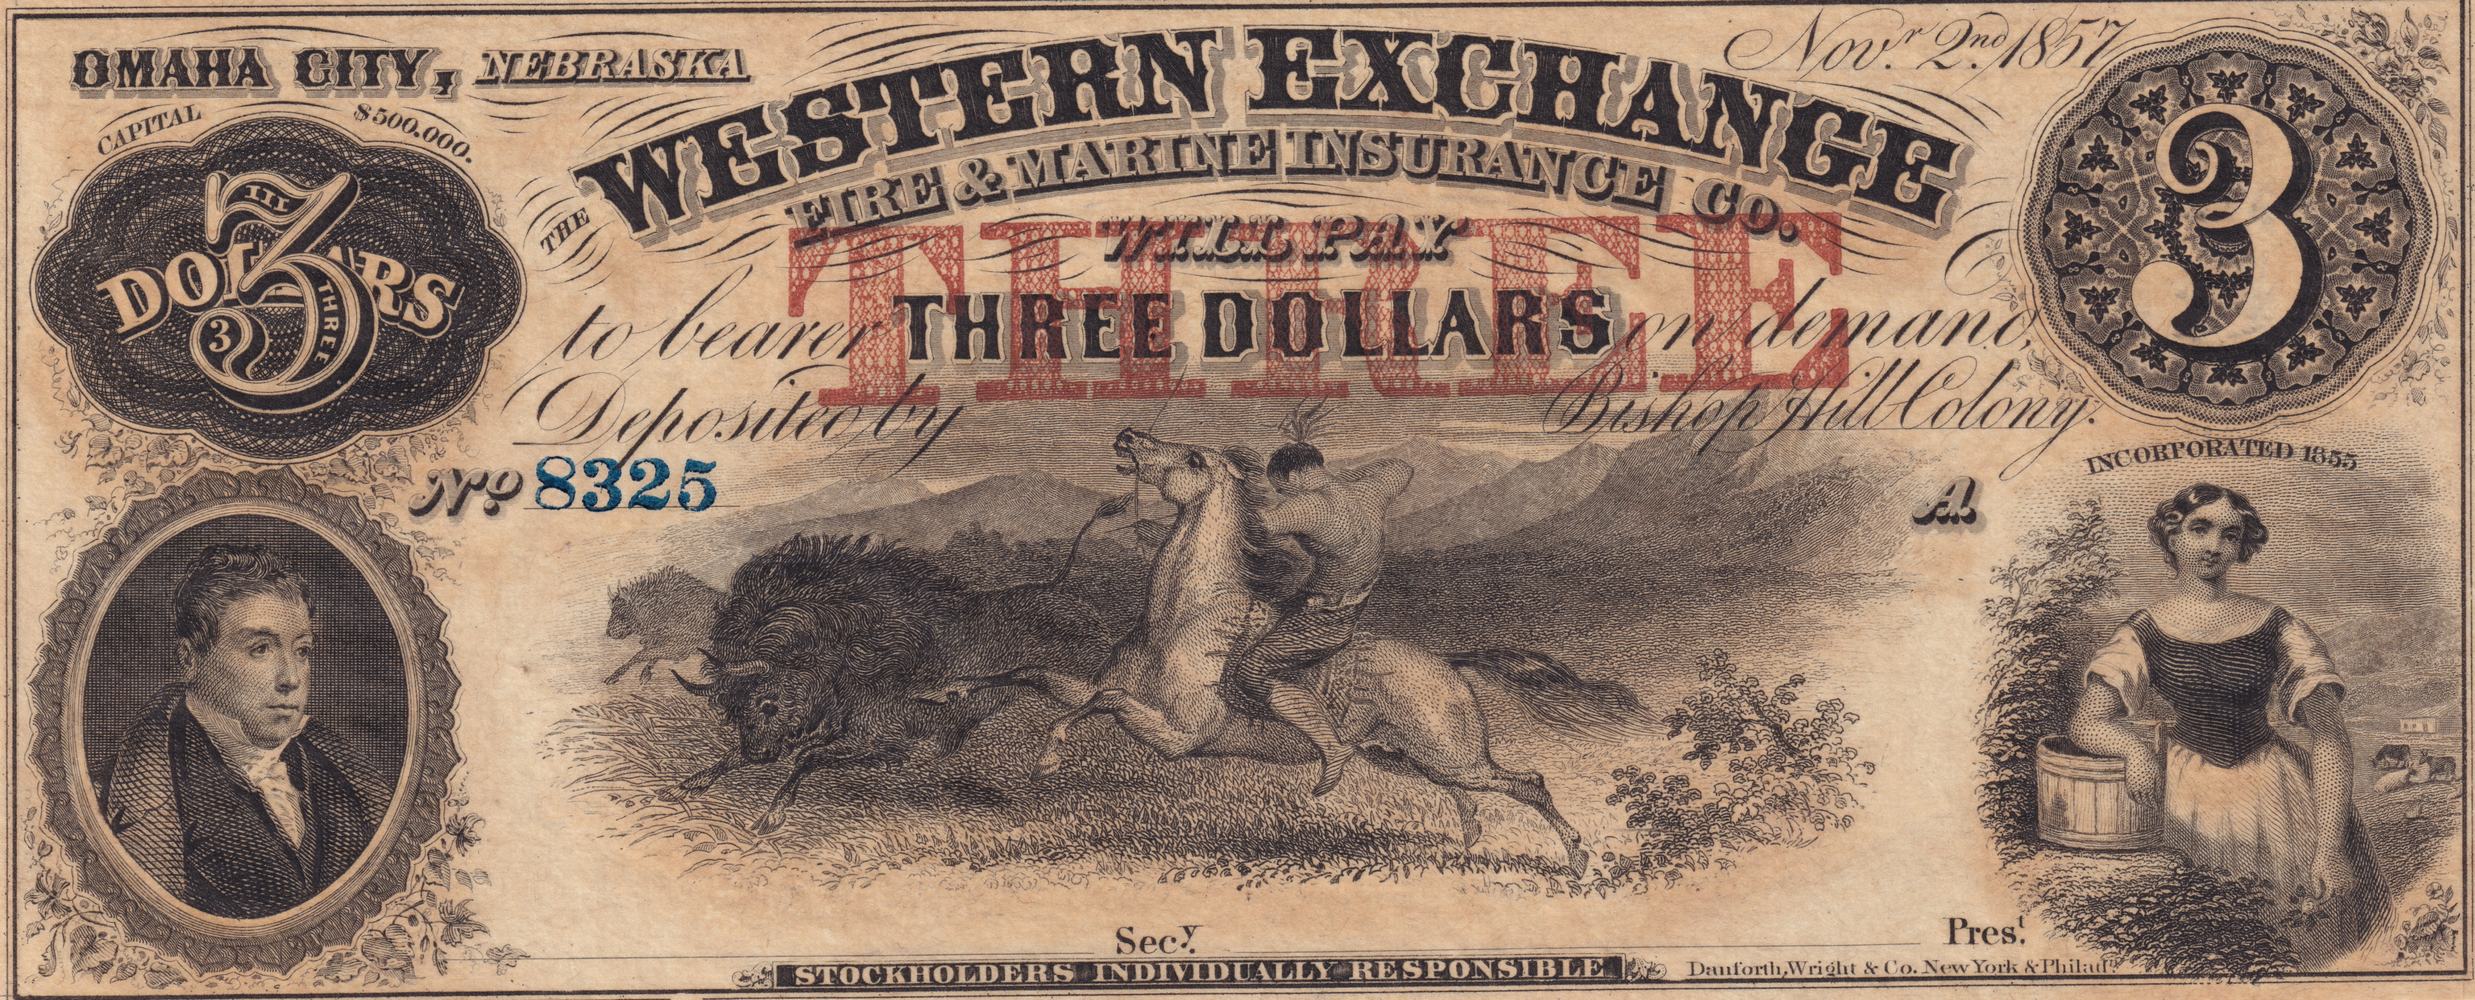 OMAHA CITY, NEBRASKA
Nov.r 2nd 1857
CAPITAL $500.000.
3 III DOLLARS THREE 3
THE WESTERN EXCHANGE
FIRE & MARINE INSURANCE Co.
3
WILL PAY
THREE
to bearer THREE DOLLARS on demand,
Deposited by Bishop Hill Colony.
INCORPORATED 1855
No 8325
A
Secy. Prest.
STOCKHOLDERS INDIVIDUALLY RESPONSIBLE
Danforth, Wright & Co. New York & Philada.